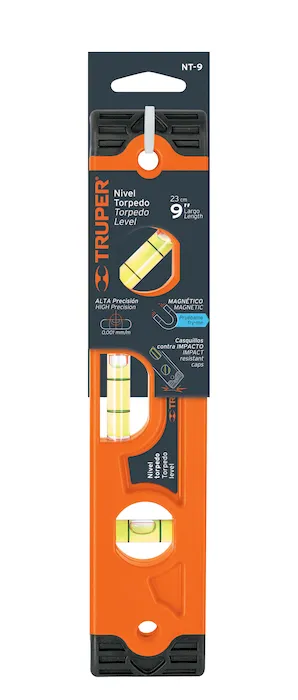 NT-9
TRUPER®
Nivel
Torpedo
Torpedo
Level
23 cm
9"
Largo
Length
ALTA Precisión
HIGH Precision
0,001 mm/m
MAGNÉTICO
MAGNETIC
Casquillos
contra IMPACTO
IMPACT
resistant
caps
Nivel
torpedo
Torpedo
level